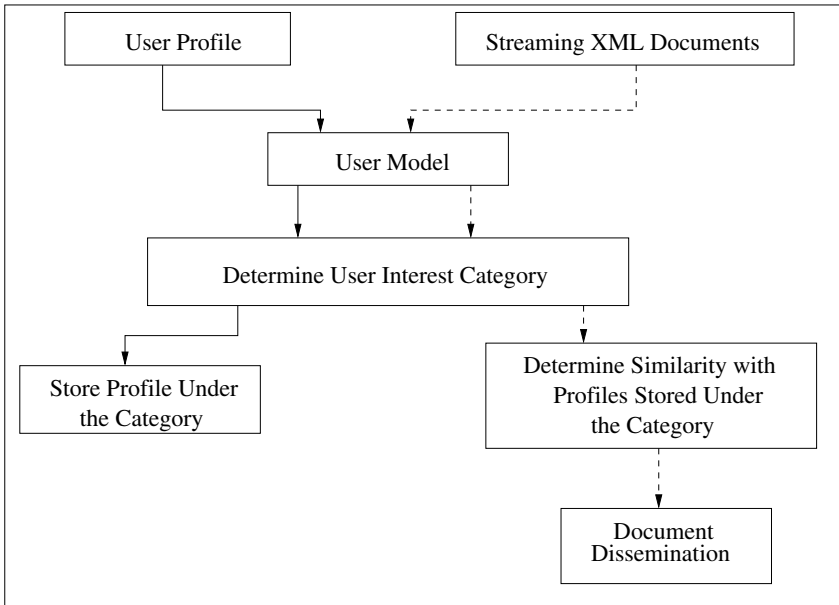 User Profile
Streaming XML Documents
User Model
Determine User Interest Category
Store Profile Under
the Category
Determine Similarity with
Profiles Stored Under
the Category
Document
Dissemination